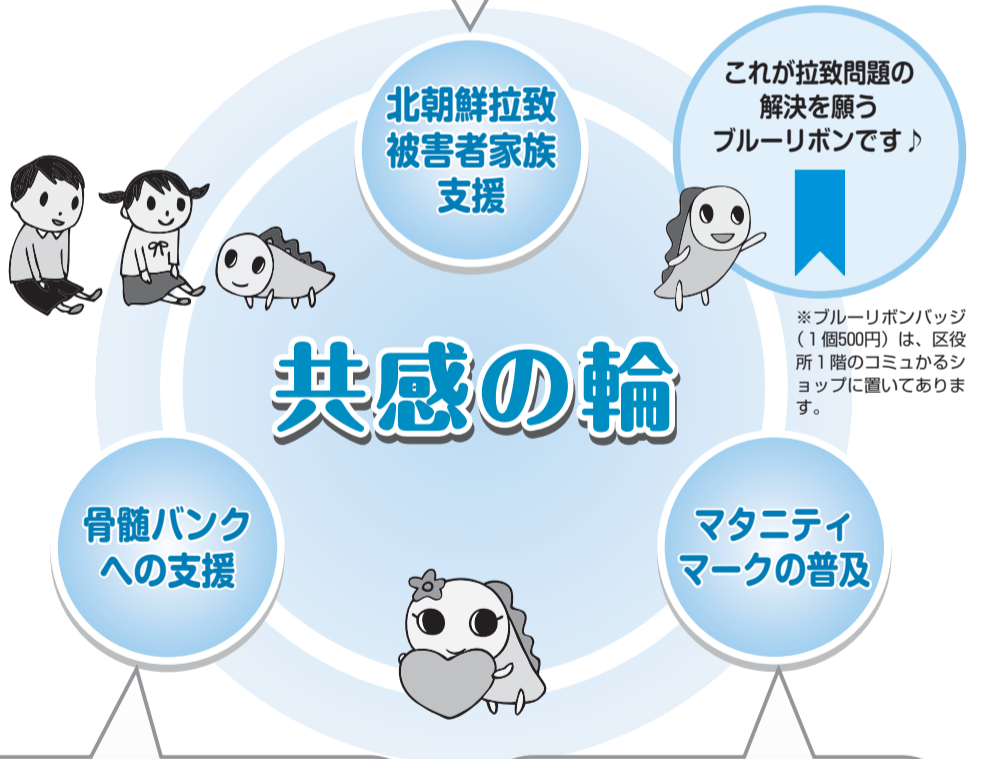 北朝鮮拉致
被害者家族
支援
これが拉致問題の
解決を願う
ブルーリボンです♪
※ブルーリボンバッジ
（１個500円）は、区役
所１階のコミュかるシ
ョップに置いてありま
す。
共感の輪
骨髄バンク
への支援
マタニティ
マークの普及